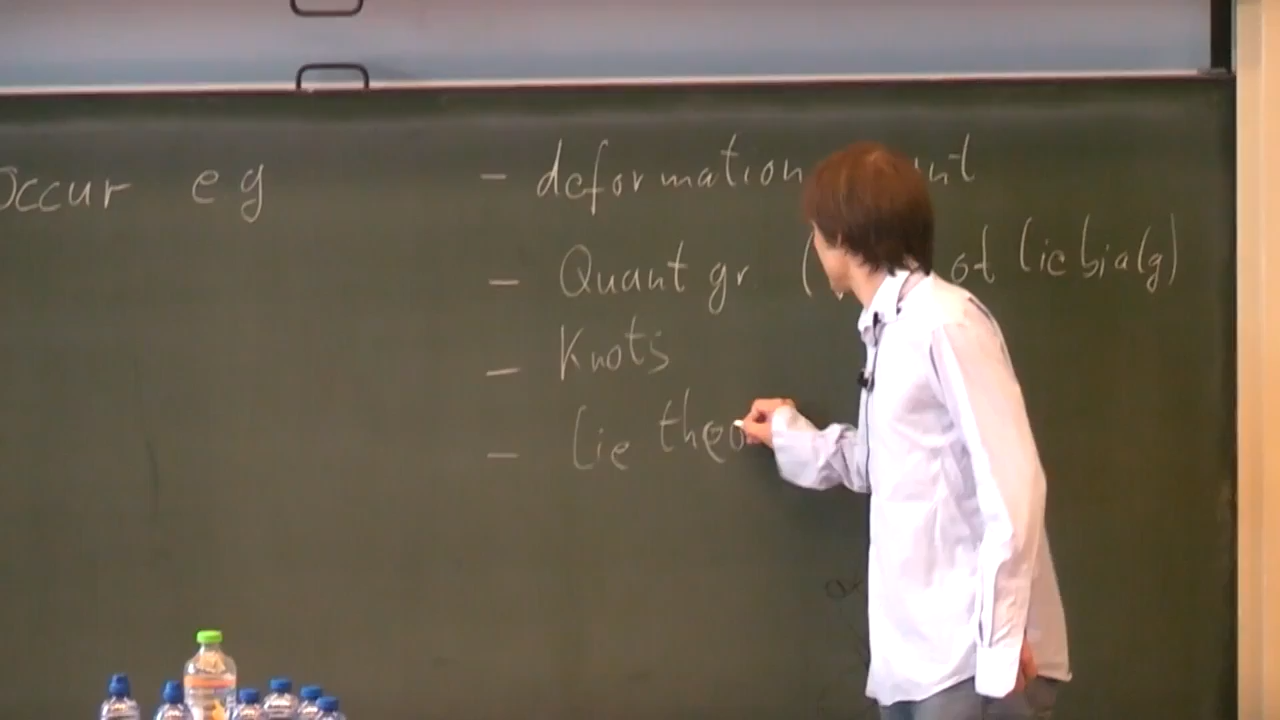 Occur eg
- deformation
- Quant gr ( of Lie bialg)
- Knots
- Lie theo